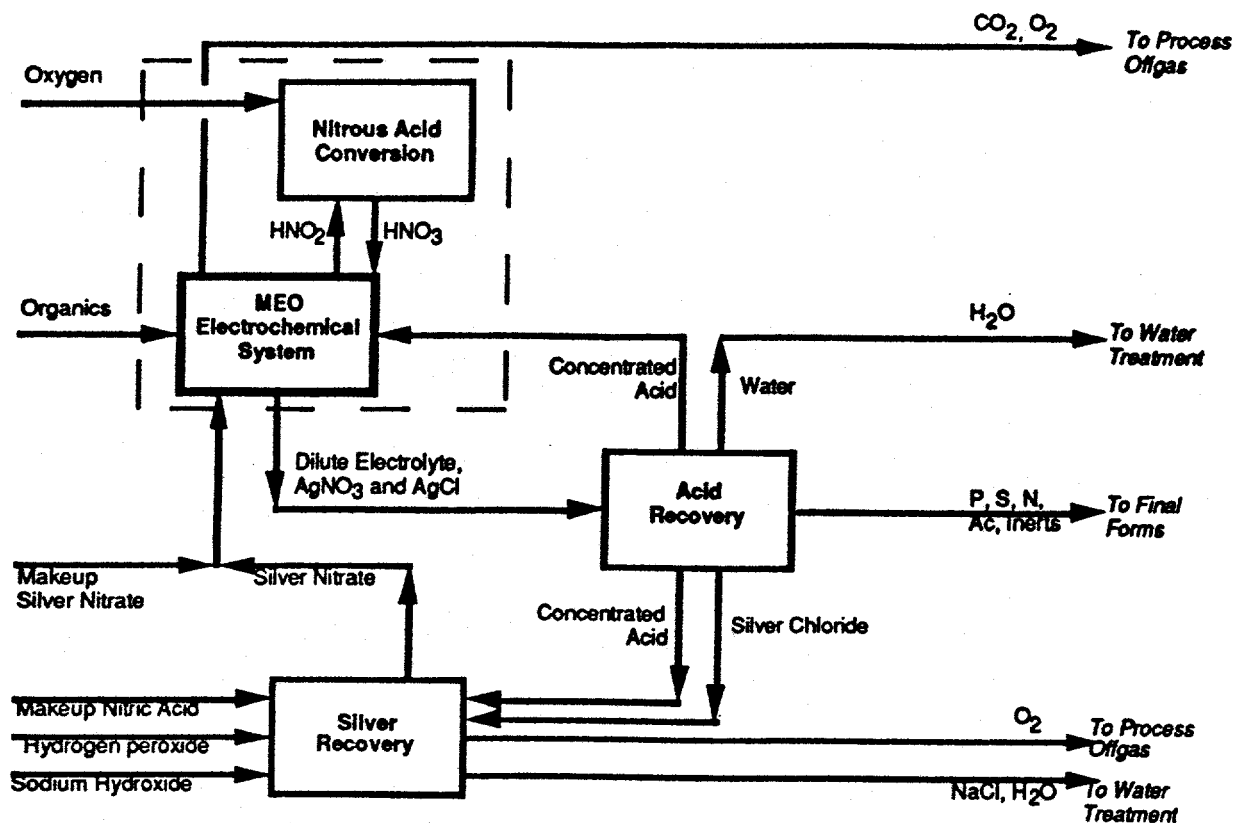 CO2, O2
To Process
Offgas
Oxygen
Nitrous Acid
Conversion
HNO2
HNO3
Organics
MEO
Electrochemical
System
H2O
To Water
Treatment
Concentrated
Acid
Water
Dilute Electrolyte,
AgNO3 and AgCl
Acid
Recovery
P, S, N,
Ac, Inerts
To Final
Forms
Makeup
Silver Nitrate
Silver Nitrate
Concentrated
Acid
Silver Chloride
Makeup Nitric Acid
Hydrogen peroxide
Sodium Hydroxide
Silver
Recovery
O2
To Process
Offgas
NaCl, H2O
To Water
Treatment